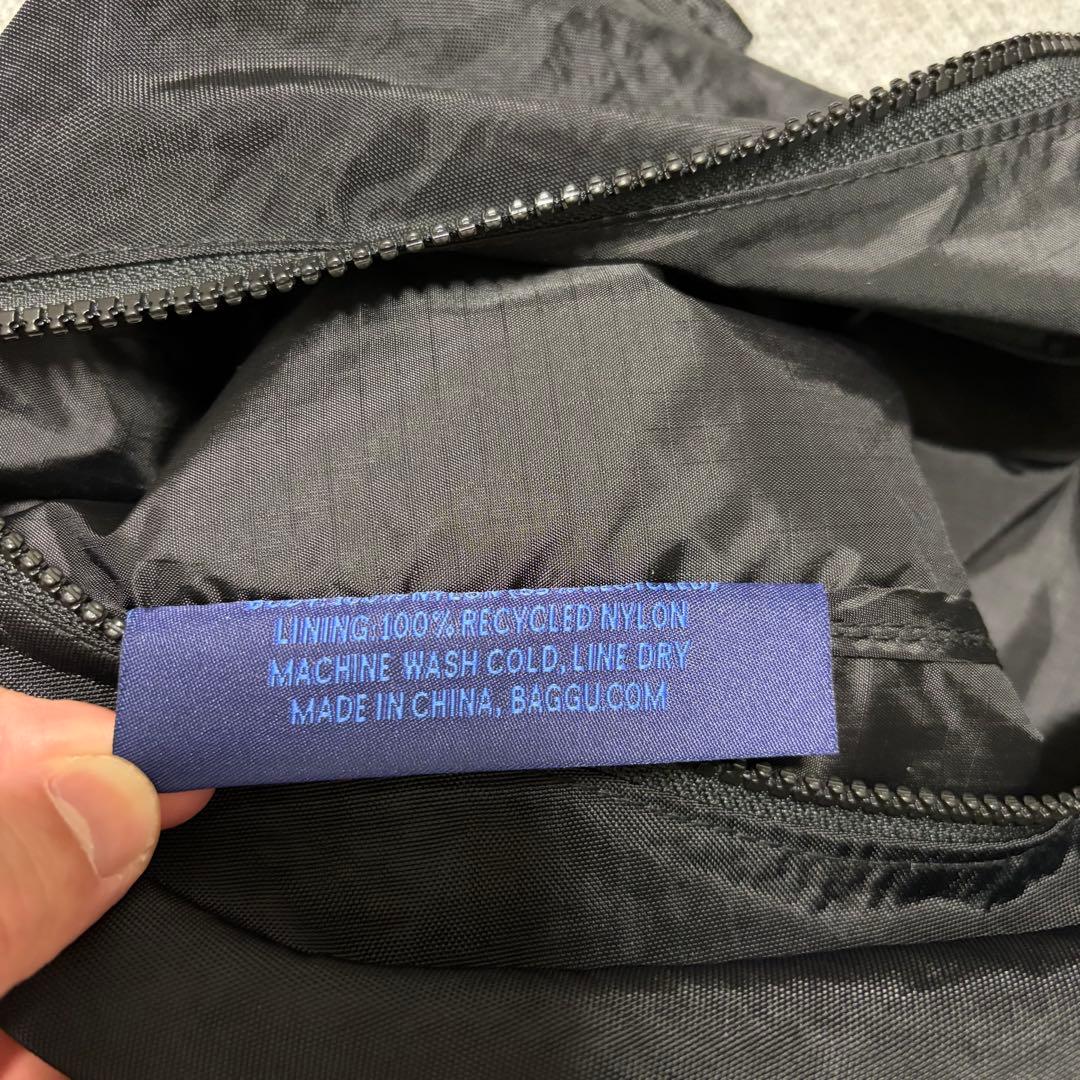 LINING: 100% RECYCLED NYLON
MACHINE WASH COLD, LINE DRY
MADE IN CHINA, BAGGU.COM